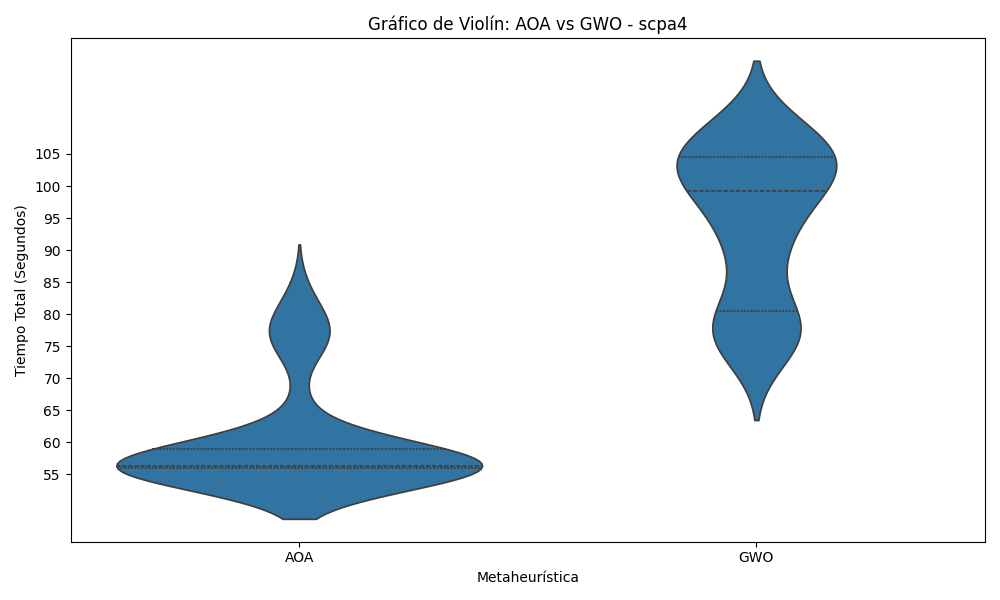 Gráfico de Violín: AOA vs GWO - scpa4
Tiempo Total (Segundos)
105
100
95
90
85
80
75
70
65
60
55
AOA
GWO
Metaheurística